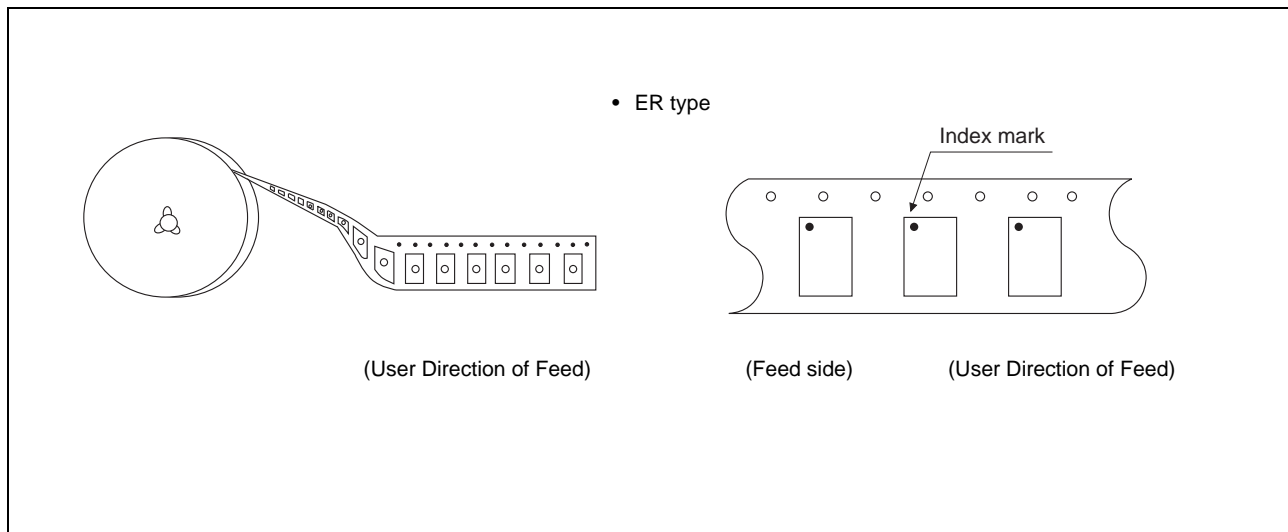 • ER type
Index mark
(User Direction of Feed)
(Feed side)
(User Direction of Feed)